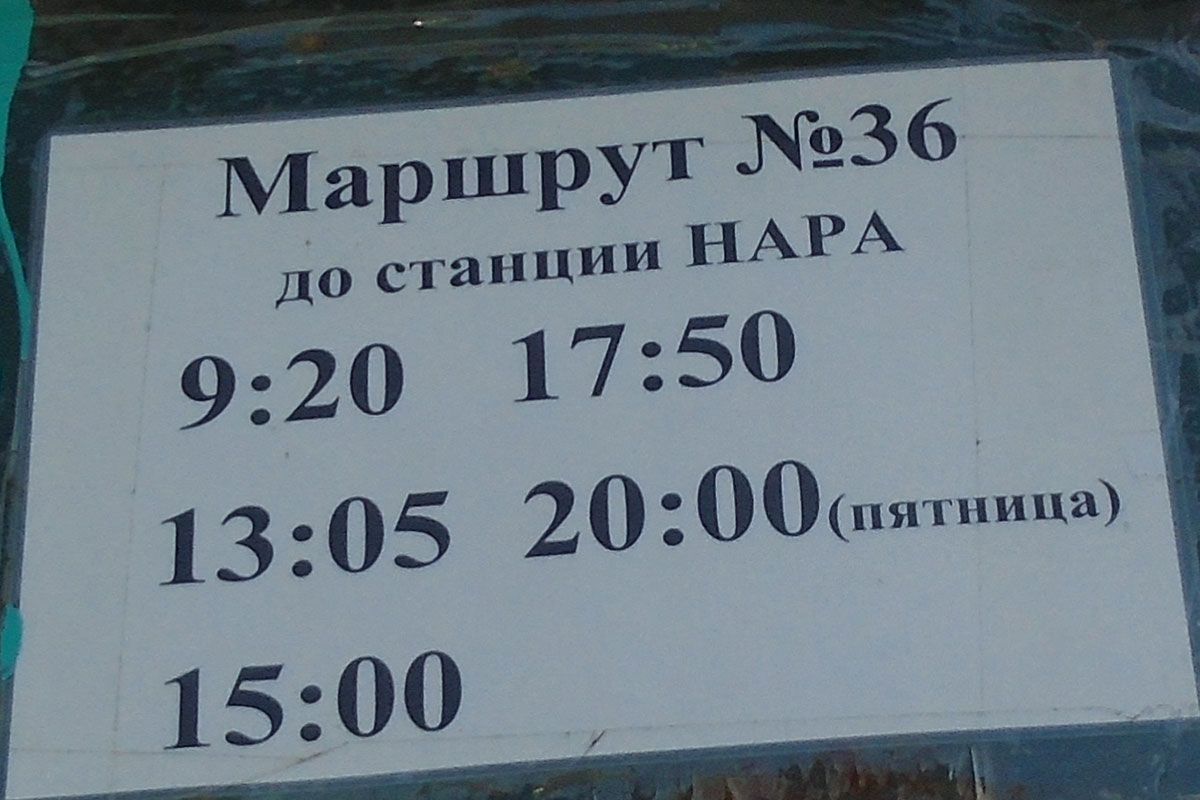 Маршрут №36
до станции НАРА
9:20 17:50
13:05 20:00(пятница)
15:00